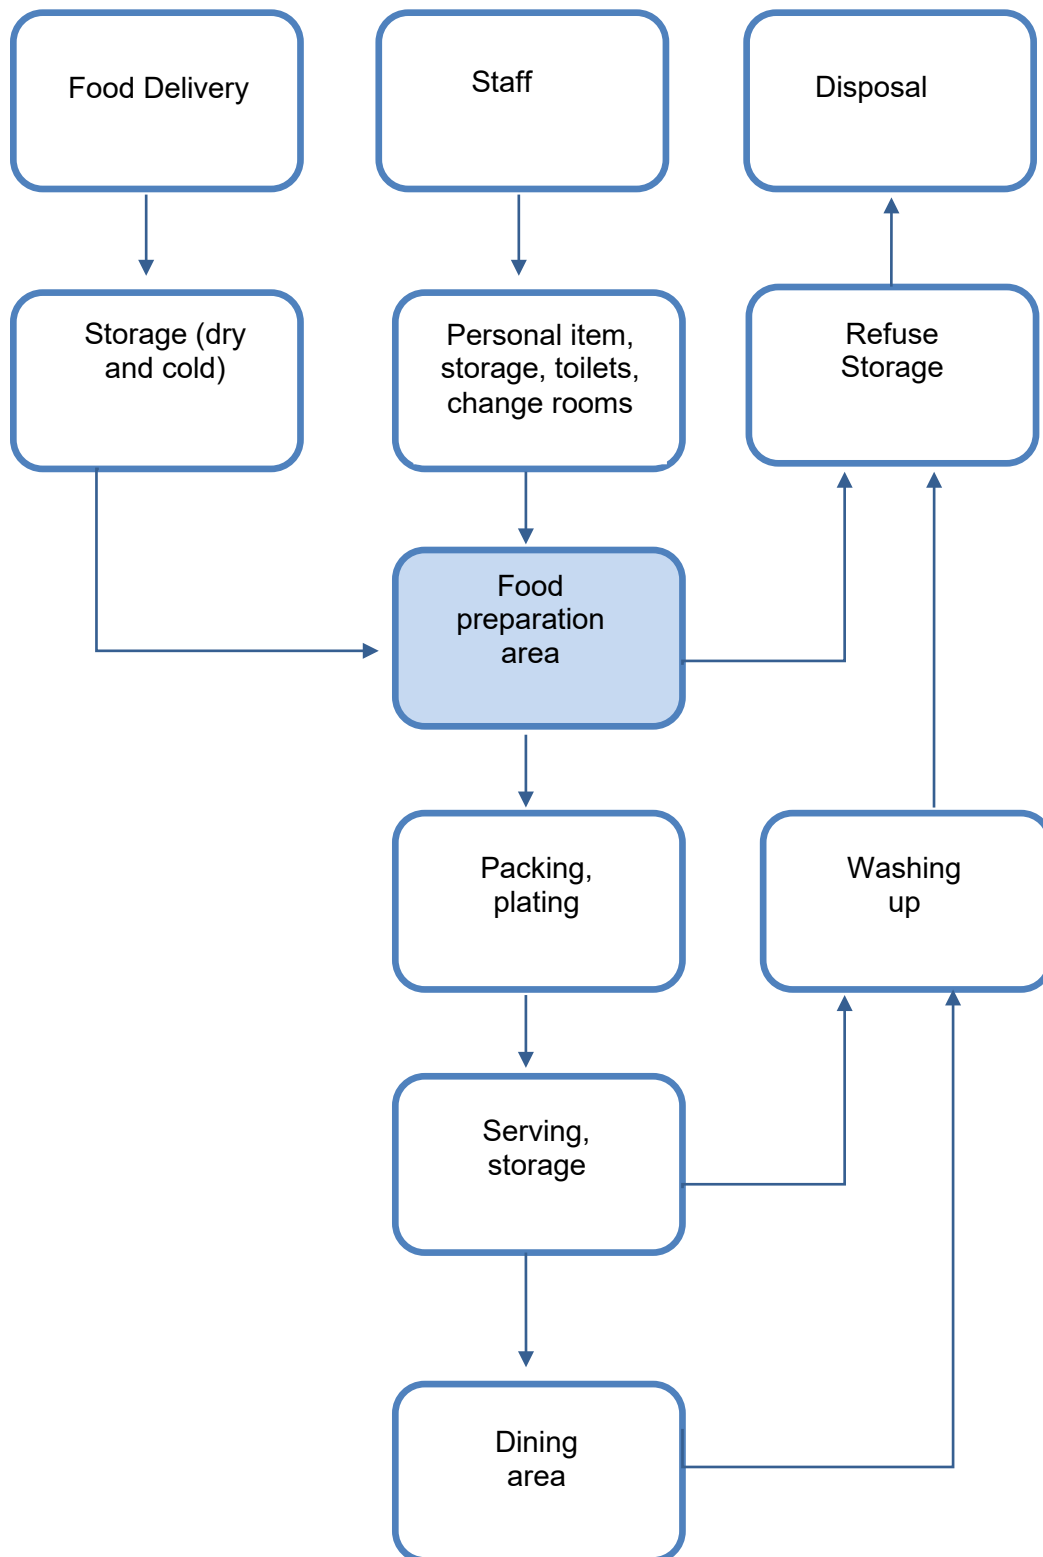 Food Delivery
Staff
Disposal
Storage (dry
and cold)
Personal item,
storage, toilets,
change rooms
Refuse
Storage
Food
preparation
area
Packing,
plating
Washing
up
Serving,
storage
Dining
area